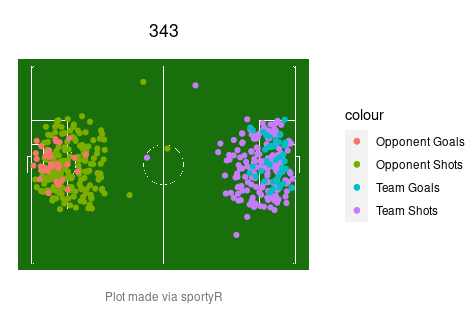 343
colour
Opponent Goals
Opponent Shots
Team Goals
Team Shots
Plot made via sportyR